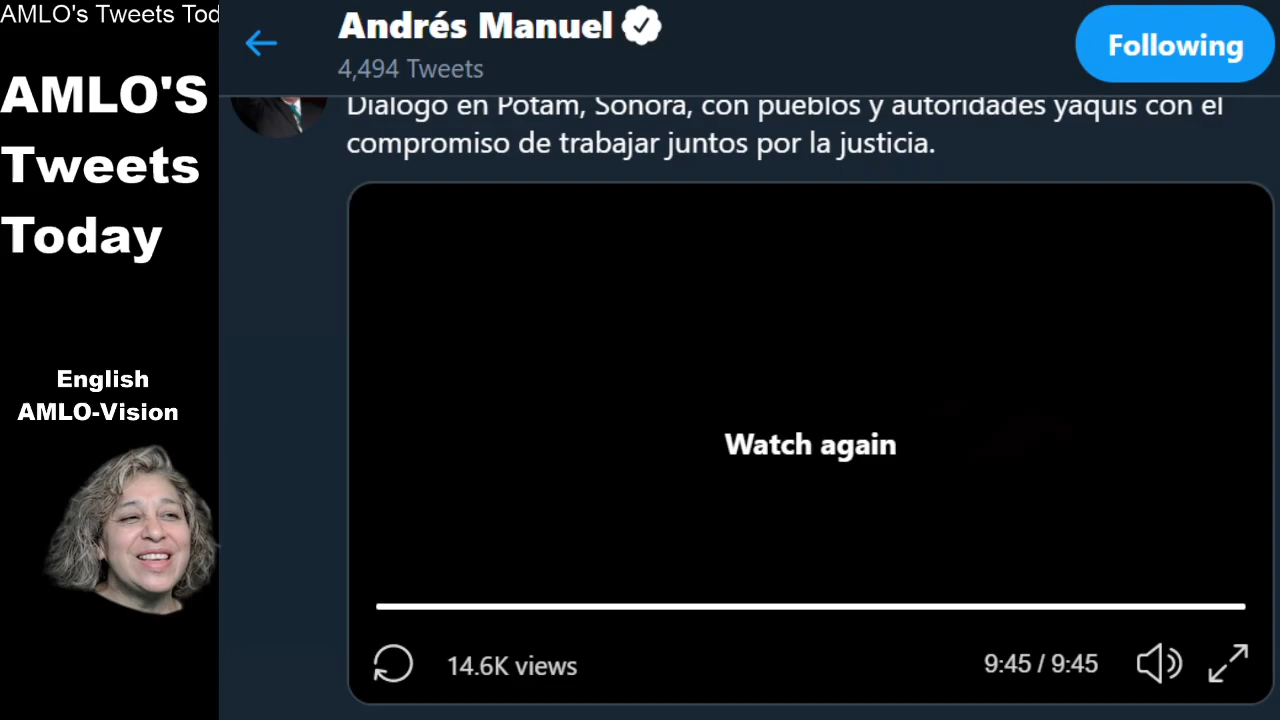 AMLO's Tweets Tod
AMLO'S
Tweets
Today
English
AMLO-Vision
Andrés Manuel
4,494 Tweets
Following
Diálogo en Pótam, Sonora, con pueblos y autoridades yaquis con el
compromiso de trabajar juntos por la justicia.
Watch again
14.6K views
9:45 / 9:45